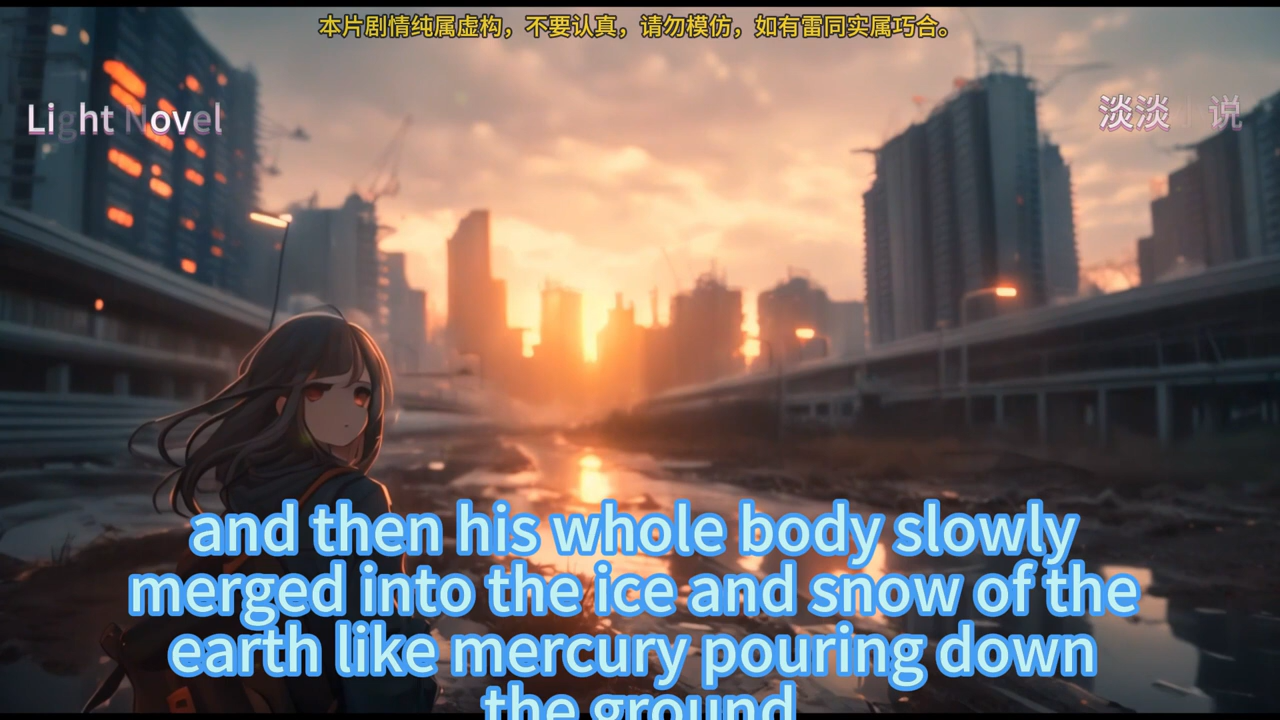 本片剧情纯属虚构，不要认真，请勿模仿，如有雷同实属巧合。
Light Novel
淡淡 说
and then his whole body slowly
merged into the ice and snow of the
earth like mercury pouring down
the ground